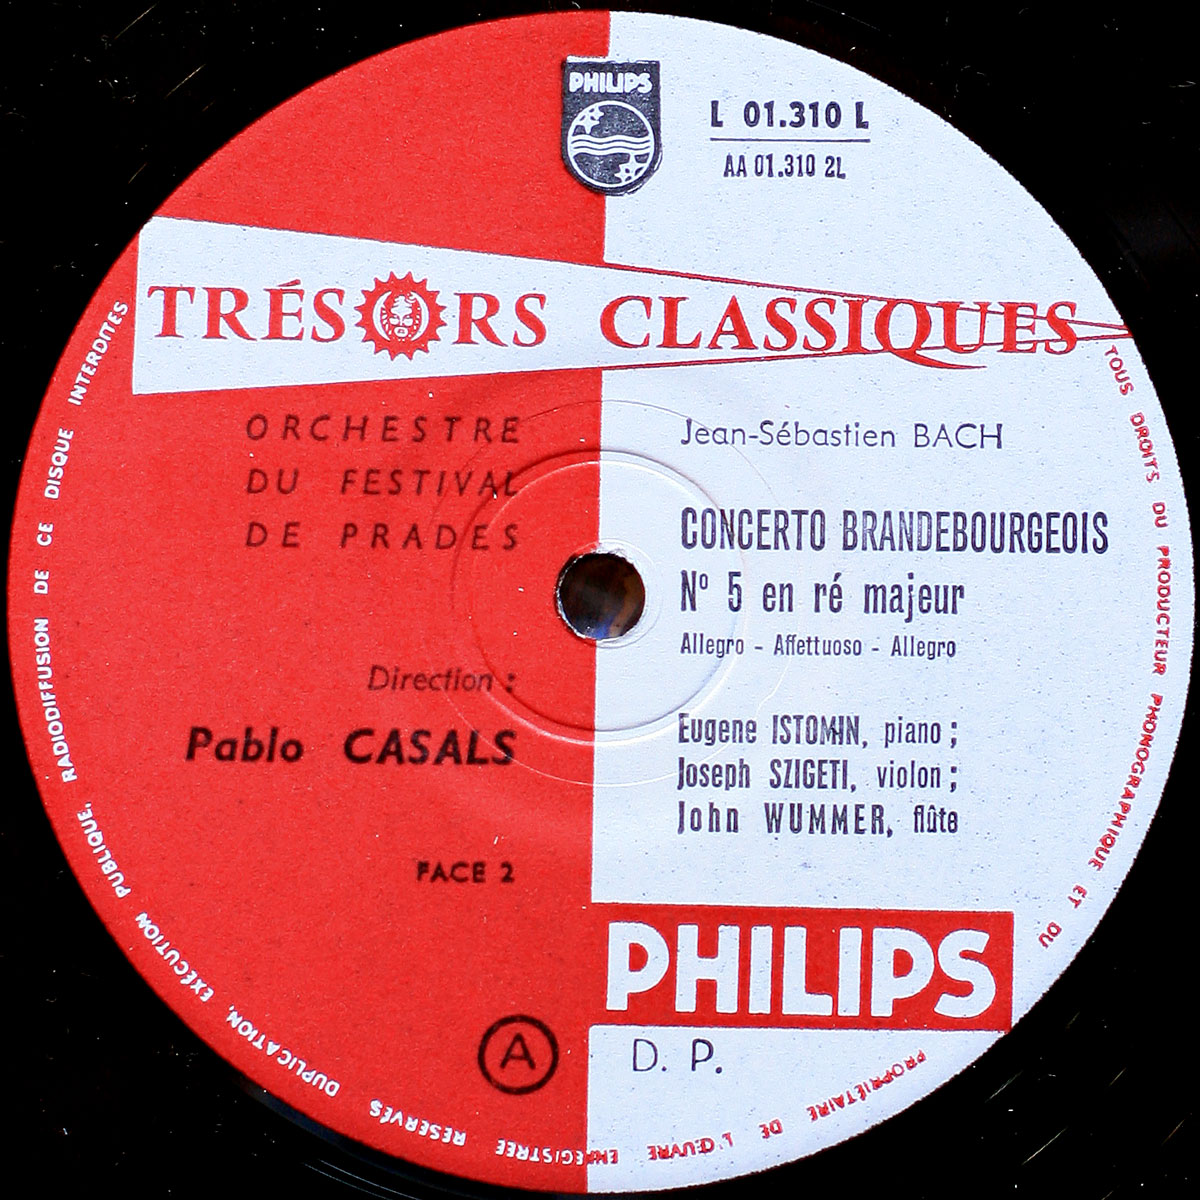 PHILIPS
L 01.310 L
AA 01.310 2L
TRÉSORS CLASSIQUES
ORCHESTRE
DU FESTIVAL
DE PRADES
Direction :
Pablo CASALS
FACE 2
Jean-Sébastien BACH
CONCERTO BRANDEBOURGEOIS
Nº 5 en ré majeur
Allegro - Affettuoso - Allegro
Eugene ISTOMIN, piano ;
Joseph SZIGETI, violon ;
John WUMMER, flûte
PHILIPS
A
D. P.
TOUS DROITS DU PRODUCTEUR PHONOGRAPHIQUE ET DU PROPRIÉTAIRE DE L'ŒUVRE ENREGISTREE RESERVÉS DUPLICATION, EXÉCUTION PUBLIQUE, RADIODIFFUSION DE CE DISQUE INTERDITES